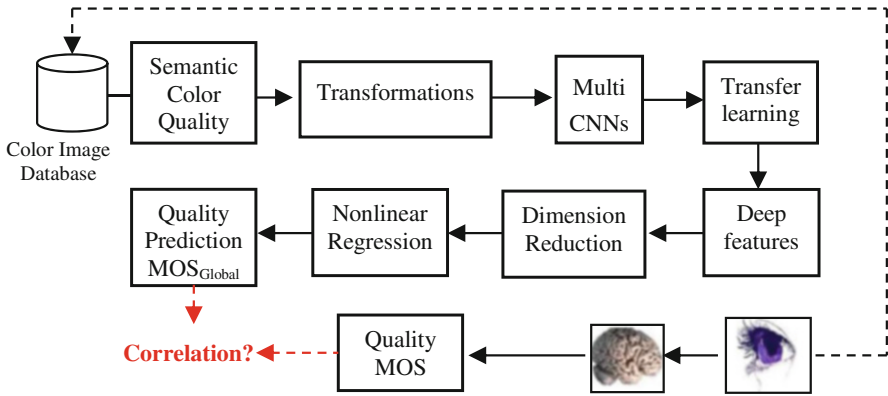 Semantic
Color
Quality
Transformations
Multi
CNNs
Transfer
learning
Color Image
Database
Quality
Prediction
MOSGlobal
Nonlinear
Regression
Dimension
Reduction
Deep
features
Correlation?
Quality
MOS